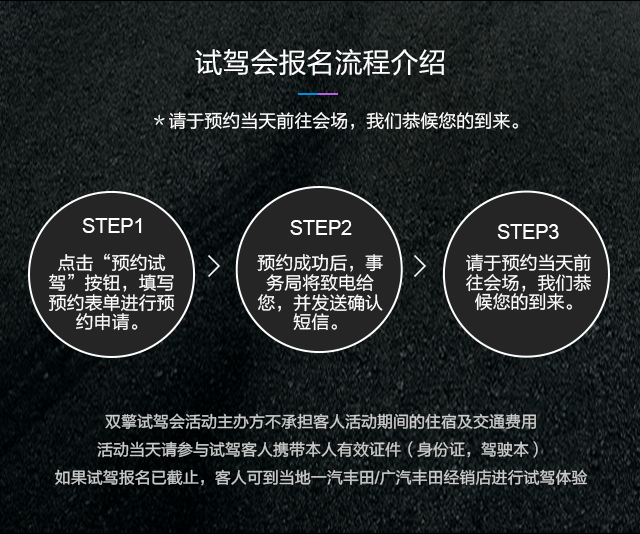 试驾会报名流程介绍
＊请于预约当天前往会场，我们恭候您的到来。
STEP1
点击“预约试
驾”按钮，填写
预约表单进行预
约申请。
STEP2
预约成功后，事
务局将致电给
您，并发送确认
短信。
STEP3
请于预约当天前
往会场，我们恭
候您的到来。
双擎试驾会活动主办方不承担客人活动期间的住宿及交通费用
活动当天请参与试驾客人携带本人有效证件（身份证，驾驶本）
如果试驾报名已截止，客人可到当地一汽丰田/广汽丰田经销店进行试驾体验